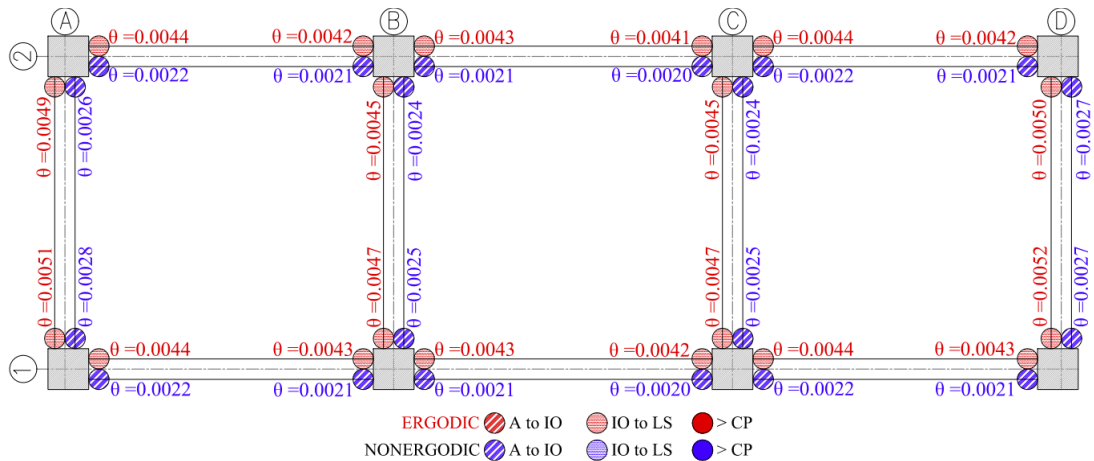 A B C D
2
θ =0.0044 θ =0.0042 θ =0.0043 θ =0.0041 θ =0.0044 θ =0.0042
θ =0.0022 θ =0.0021 θ =0.0021 θ =0.0020 θ =0.0022 θ =0.0021
θ =0.0049 θ =0.0026 θ =0.0045 θ =0.0024 θ =0.0045 θ =0.0024 θ =0.0050 θ =0.0027
θ =0.0051 θ =0.0028 θ =0.0047 θ =0.0025 θ =0.0047 θ =0.0025 θ =0.0052 θ =0.0027
θ =0.0044 θ =0.0043 θ =0.0043 θ =0.0042 θ =0.0044 θ =0.0043
1
θ =0.0022 θ =0.0021 θ =0.0021 θ =0.0020 θ =0.0022 θ =0.0021
ERGODIC A to IO IO to LS > CP
NONERGODIC A to IO IO to LS > CP